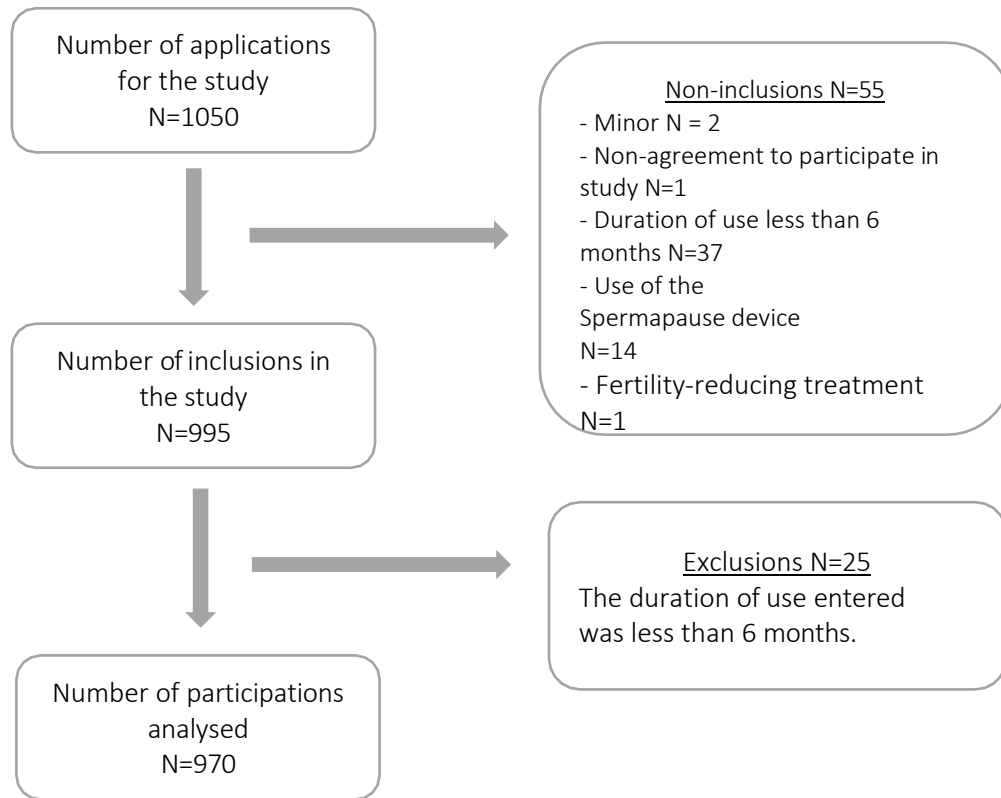 Number of applications
for the study
N=1050
Non-inclusions N=55
- Minor N = 2
- Non-agreement to participate in
study N=1
- Duration of use less than 6
months N=37
- Use of the
Spermapause device
N=14
- Fertility-reducing treatment
N=1
Number of inclusions in
the study
N=995
Exclusions N=25
The duration of use entered
was less than 6 months.
Number of participations
analysed
N=970